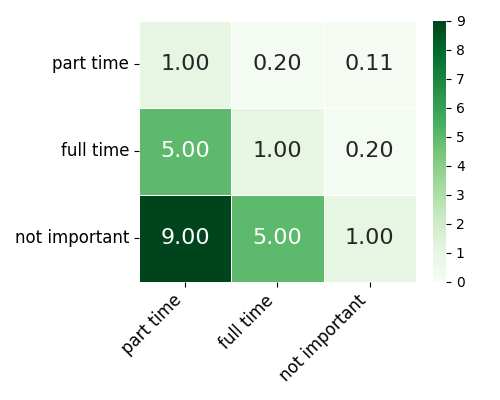 part time 1.00 0.20 0.11
full time 5.00 1.00 0.20
not important 9.00 5.00 1.00
part time
full time
not important
9
8
7
6
5
4
3
2
1
0